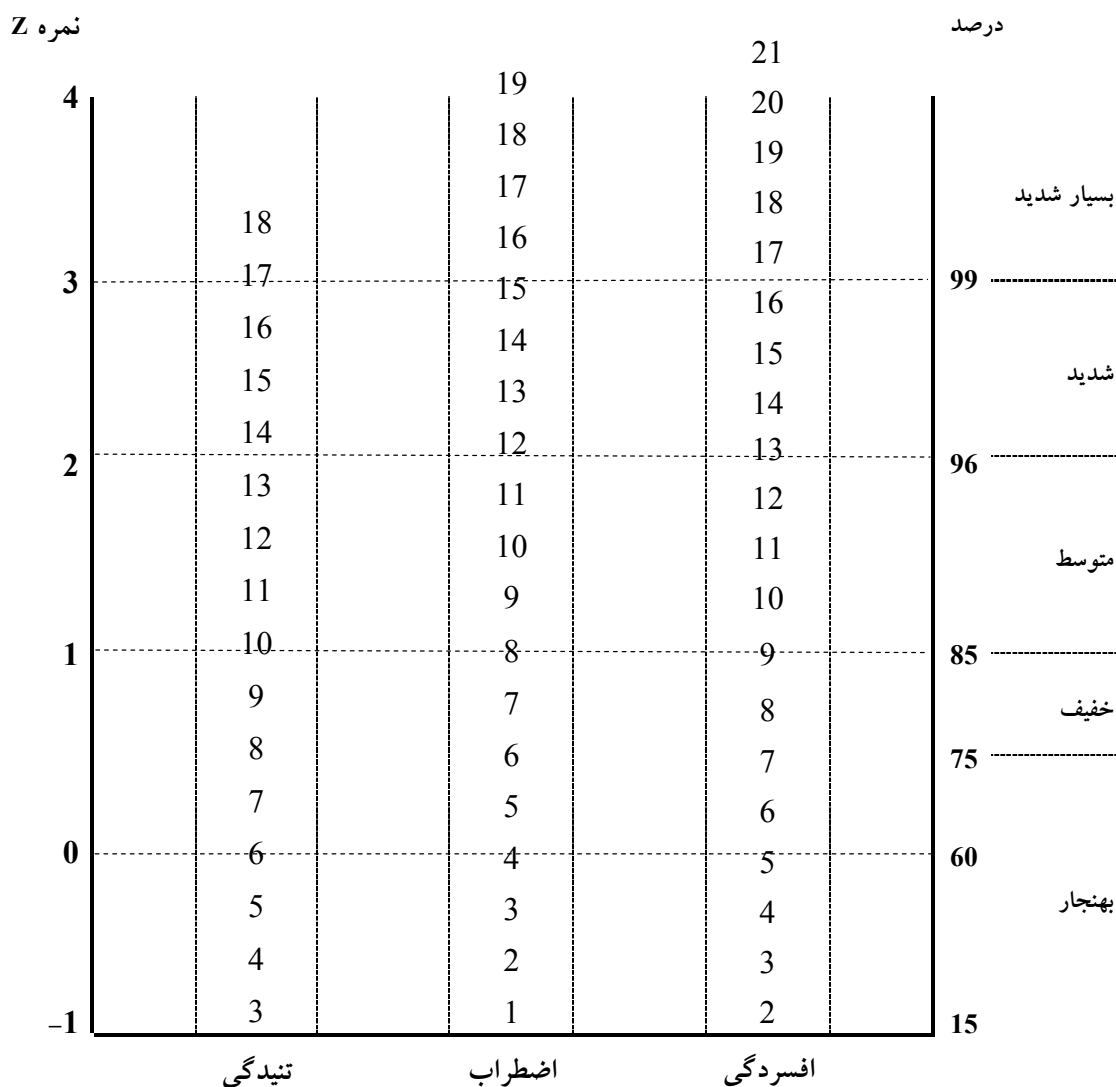 نمره Z درصد
21
19
4 20
18
19
17 بسیار شدید
18 16 18
17
3 17 15 99
16
16 14
15 15 13 شدید
14
14 12 13
2 96
13 11 12
12 10 11 متوسط
11 9 10
1 10 8 9 85
9 7 8 خفیف
8 6 7 75
7 5 6
0 6 4 5 60
5 3 4 بهنجار
4 2 3
−1 3 1 2 15
تنیدگی اضطراب افسردگی